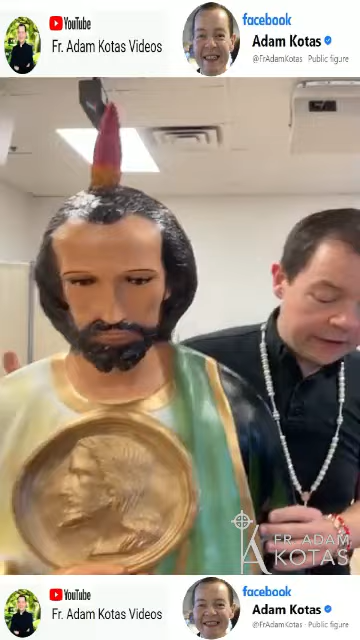 YouTube
Fr. Adam Kotas Videos
facebook
Adam Kotas
@FrAdamKotas · Public figure
FR. ADAM
KOTAS
YouTube
Fr. Adam Kotas Videos
facebook
Adam Kotas
@FrAdamKotas · Public figure